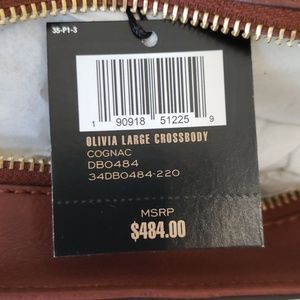 35-P1-3
1 90918 51225 9
OLIVIA LARGE CROSSBODY
COGNAC
DB0484
34DB0484-220
MSRP
$484.00